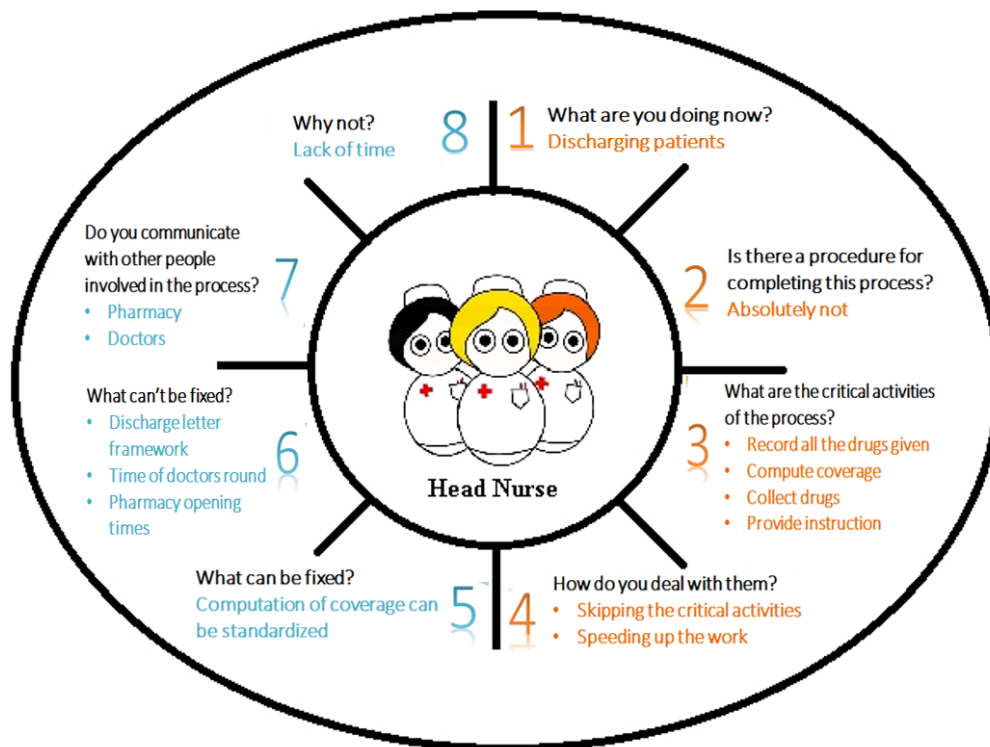 1
What are you doing now?
Discharging patients
2
Is there a procedure for
completing this process?
Absolutely not
3
What are the critical activities
of the process?
• Record all the drugs given
• Compute coverage
• Collect drugs
• Provide instruction
4
How do you deal with them?
• Skipping the critical activities
• Speeding up the work
5
What can be fixed?
Computation of coverage can
be standardized
6
What can't be fixed?
• Discharge letter
framework
• Time of doctors round
• Pharmacy opening
times
7
Do you communicate
with other people
involved in the process?
• Pharmacy
• Doctors
8
Why not?
Lack of time
Head Nurse